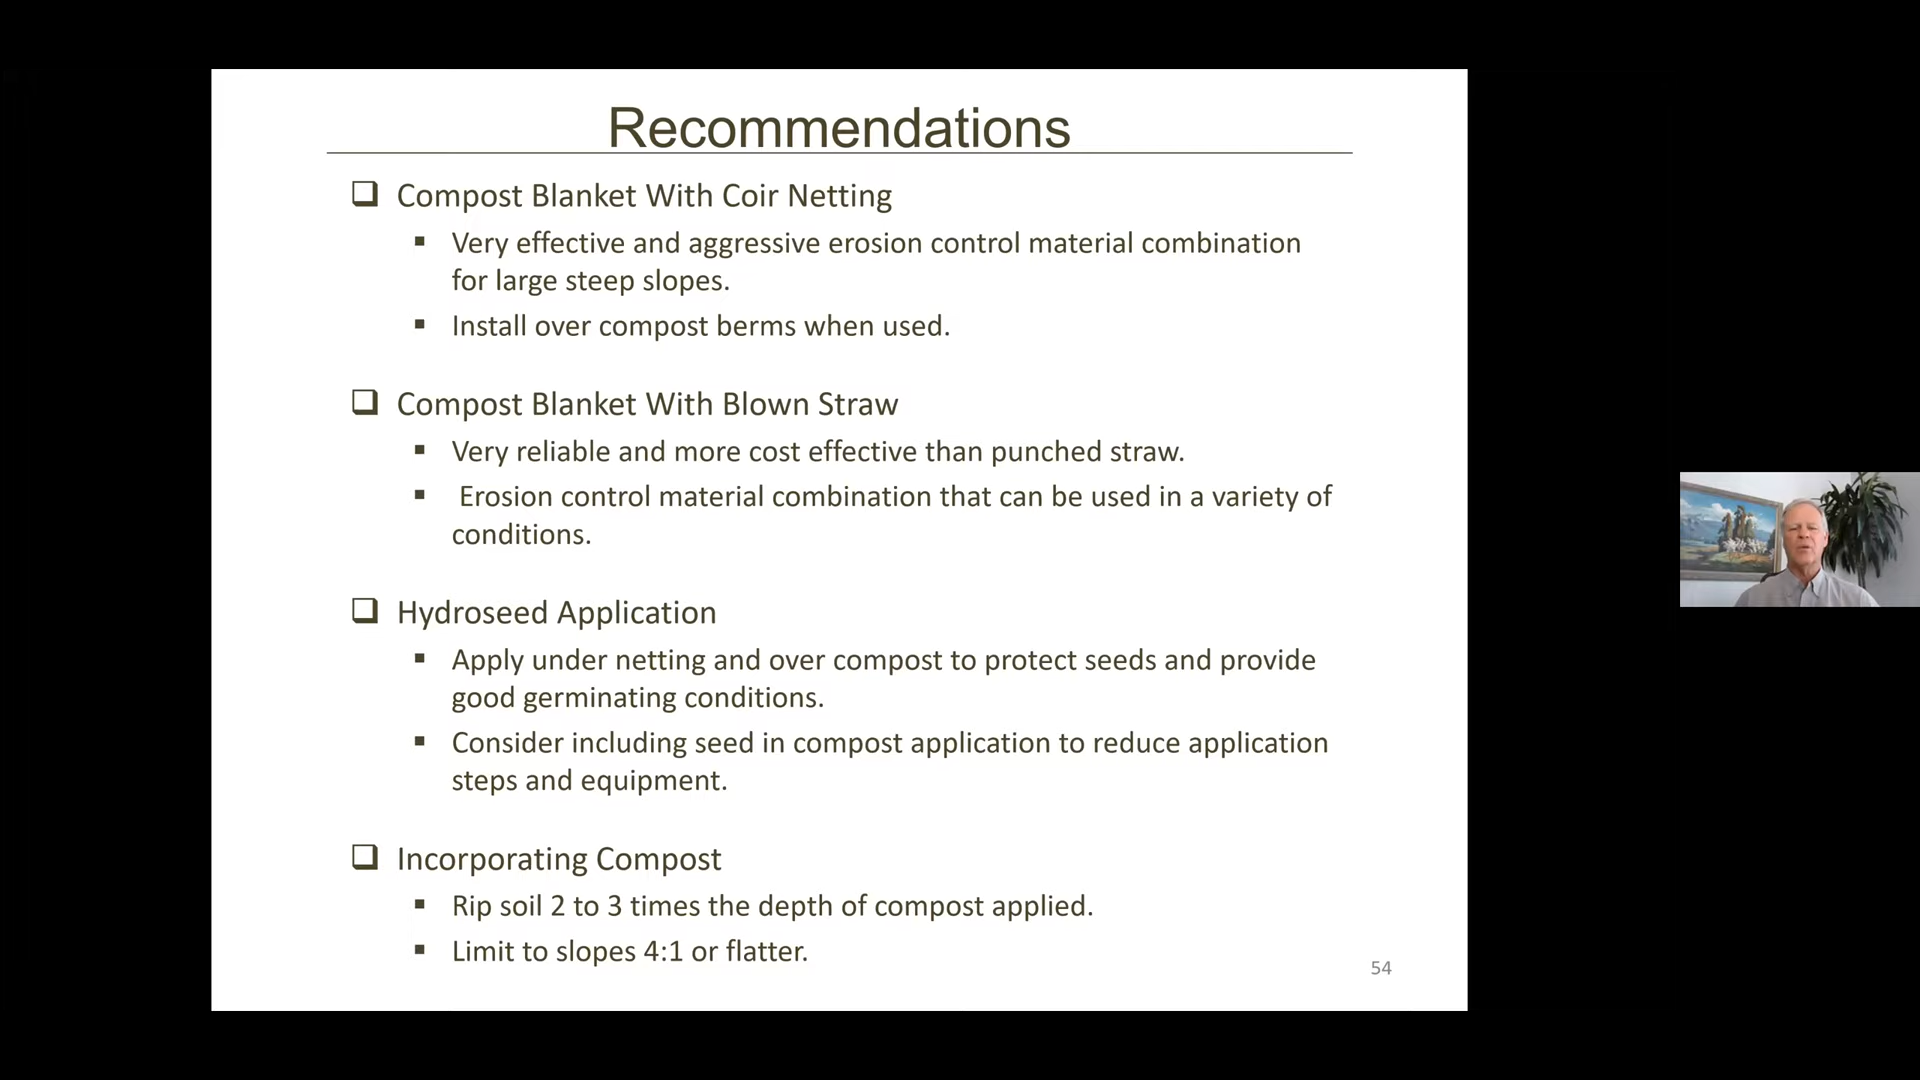 Recommendations
❑ Compost Blanket With Coir Netting
▪ Very effective and aggressive erosion control material combination
for large steep slopes.
▪ Install over compost berms when used.
❑ Compost Blanket With Blown Straw
▪ Very reliable and more cost effective than punched straw.
▪ Erosion control material combination that can be used in a variety of
conditions.
❑ Hydroseed Application
▪ Apply under netting and over compost to protect seeds and provide
good germinating conditions.
▪ Consider including seed in compost application to reduce application
steps and equipment.
❑ Incorporating Compost
▪ Rip soil 2 to 3 times the depth of compost applied.
▪ Limit to slopes 4:1 or flatter.
54